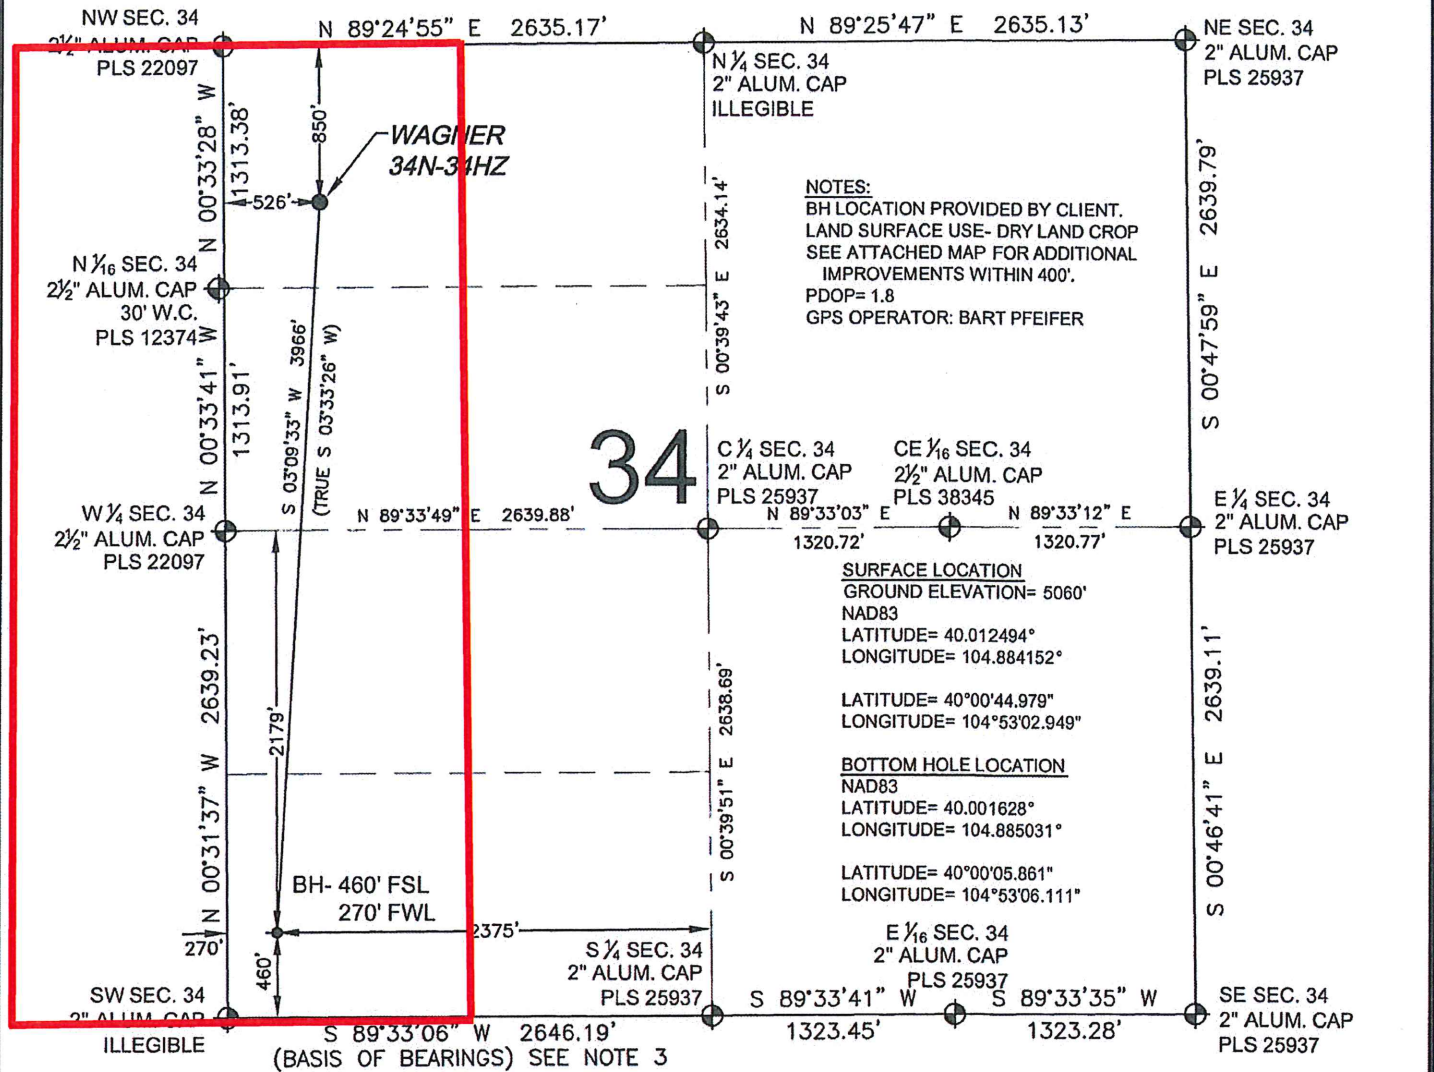 NW SEC. 34
2½" ALUM. CAP
PLS 22097
N 89°24'55" E 2635.17'
N 89°25'47" E 2635.13'
NE SEC. 34
2" ALUM. CAP
PLS 25937
N ¼ SEC. 34
2" ALUM. CAP
ILLEGIBLE
N 00°33'28" W
1313.38'
850'
WAGNER
34N-34HZ
526'
NOTES:
BH LOCATION PROVIDED BY CLIENT.
LAND SURFACE USE- DRY LAND CROP
SEE ATTACHED MAP FOR ADDITIONAL
IMPROVEMENTS WITHIN 400'.
PDOP= 1.8
GPS OPERATOR: BART PFEIFER
S 00°39'43" E 2634.14'
S 00°47'59" E 2639.79'
N 1⁄16 SEC. 34
2½" ALUM. CAP
30' W.C.
PLS 12374
N 00°33'41" W
1313.91'
S 03°09'33" W 3966'
(TRUE S 03°33'26" W)
34
C ¼ SEC. 34
2" ALUM. CAP
PLS 25937
CE 1⁄16 SEC. 34
2½" ALUM. CAP
PLS 38345
E ¼ SEC. 34
2" ALUM. CAP
PLS 25937
W ¼ SEC. 34
2½" ALUM. CAP
PLS 22097
N 89°33'49" E 2639.88'
N 89°33'03" E
1320.72'
N 89°33'12" E
1320.77'
SURFACE LOCATION
GROUND ELEVATION= 5060'
NAD83
LATITUDE= 40.012494°
LONGITUDE= 104.884152°
LATITUDE= 40°00'44.979"
LONGITUDE= 104°53'02.949"
BOTTOM HOLE LOCATION
NAD83
LATITUDE= 40.001628°
LONGITUDE= 104.885031°
LATITUDE= 40°00'05.861"
LONGITUDE= 104°53'06.111"
N 00°31'37" W 2639.23'
2179'
S 00°39'51" E 2638.69'
S 00°46'41" E 2639.11'
BH- 460' FSL
270' FWL
270'
2375'
460'
S ¼ SEC. 34
2" ALUM. CAP
PLS 25937
E 1⁄16 SEC. 34
2" ALUM. CAP
PLS 25937
SW SEC. 34
2" ALUM. CAP
ILLEGIBLE
S 89°33'06" W 2646.19'
(BASIS OF BEARINGS) SEE NOTE 3
S 89°33'41" W
1323.45'
S 89°33'35" W
1323.28'
SE SEC. 34
2" ALUM. CAP
PLS 25937